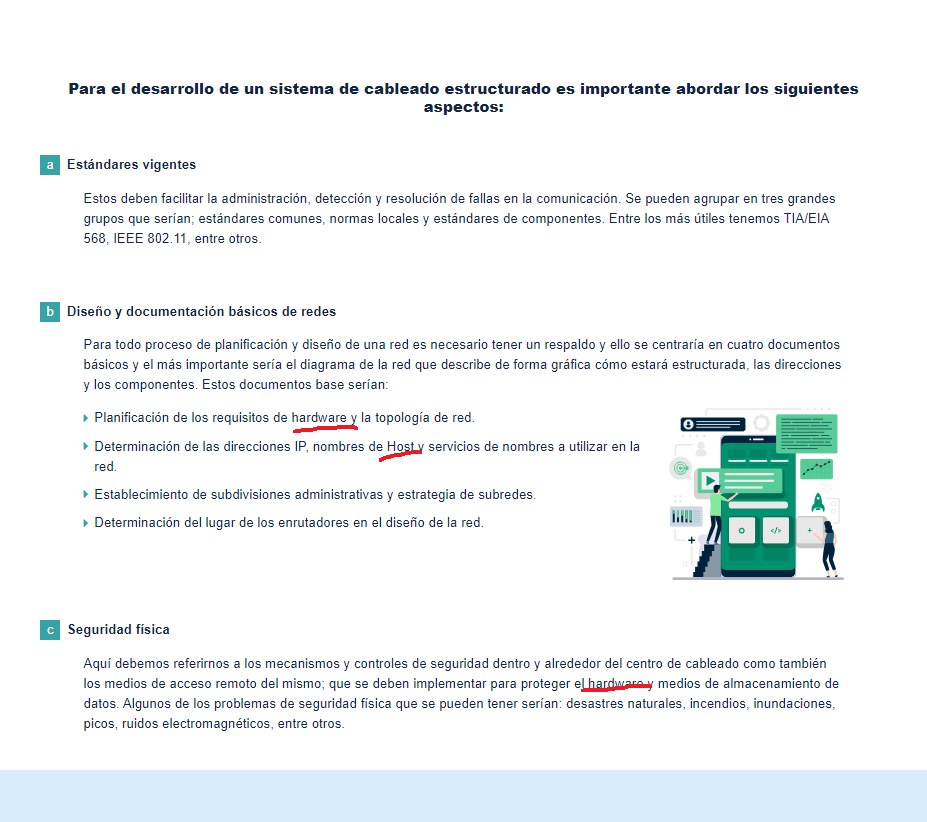 Para el desarrollo de un sistema de cableado estructurado es importante abordar los siguientes
aspectos:
a Estándares vigentes
Estos deben facilitar la administración, detección y resolución de fallas en la comunicación. Se pueden agrupar en tres grandes
grupos que serían; estándares comunes, normas locales y estándares de componentes. Entre los más útiles tenemos TIA/EIA
568, IEEE 802.11, entre otros.
b Diseño y documentación básicos de redes
Para todo proceso de planificación y diseño de una red es necesario tener un respaldo y ello se centraría en cuatro documentos
básicos y el más importante sería el diagrama de la red que describe de forma gráfica cómo estará estructurada, las direcciones
y los componentes. Estos documentos base serían:
Planificación de los requisitos de hardware y la topología de red.
Determinación de las direcciones IP, nombres de Host y servicios de nombres a utilizar en la
red.
Establecimiento de subdivisiones administrativas y estrategia de subredes.
Determinación del lugar de los enrutadores en el diseño de la red.
c Seguridad física
Aquí debemos referirnos a los mecanismos y controles de seguridad dentro y alrededor del centro de cableado como también
los medios de acceso remoto del mismo; que se deben implementar para proteger el hardware y medios de almacenamiento de
datos. Algunos de los problemas de seguridad física que se pueden tener serían: desastres naturales, incendios, inundaciones,
picos, ruidos electromagnéticos, entre otros.